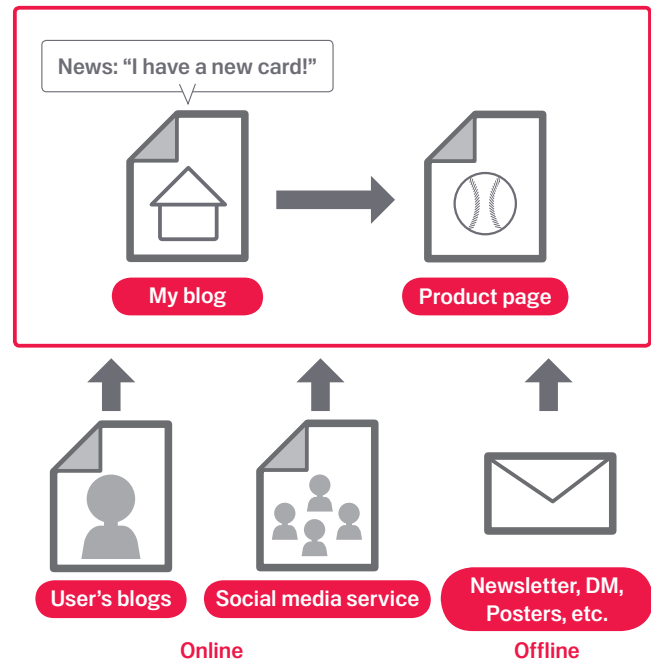 News: “I have a new card!”
My blog
Product page
User’s blogs
Social media service
Newsletter, DM,
Posters, etc.
Online
Offline